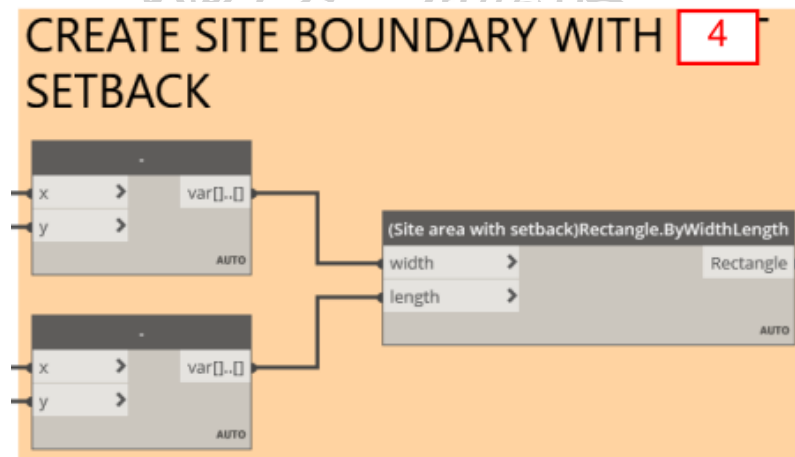 CREATE SITE BOUNDARY WITH 4
SETBACK
-
x > var[]..[]
y >
AUTO
(Site area with setback)Rectangle.ByWidthLength
width > Rectangle
length >
AUTO
-
x > var[]..[]
y >
AUTO